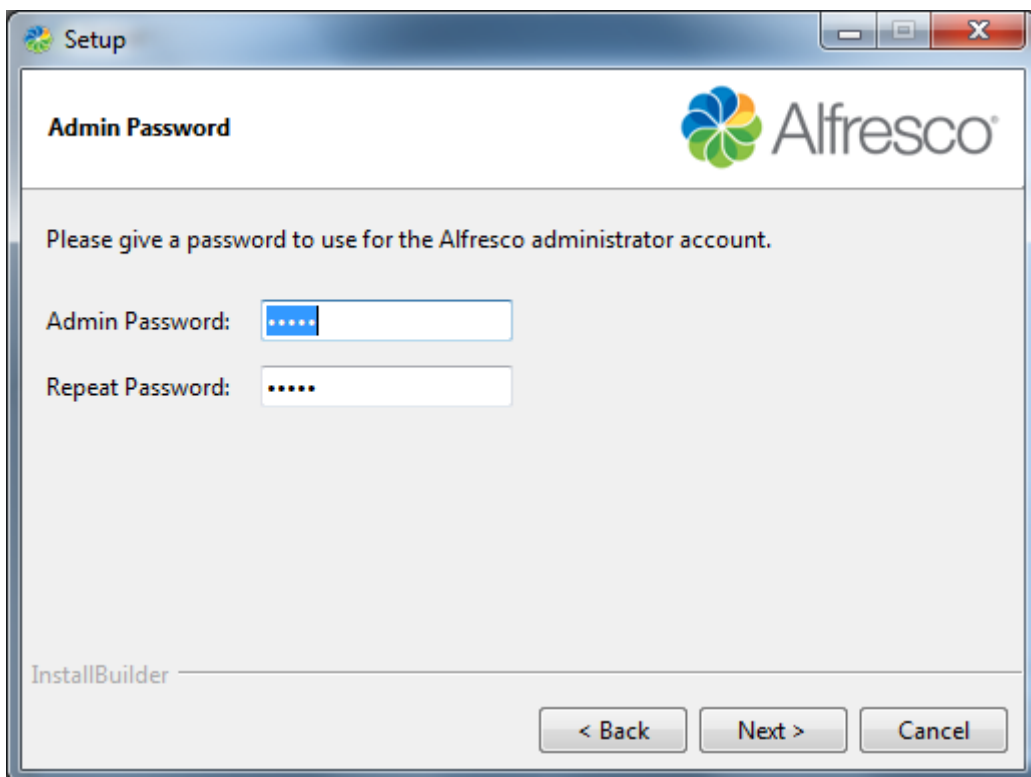 Setup
Admin Password
Alfresco®
Please give a password to use for the Alfresco administrator account.
Admin Password: •••••
Repeat Password: •••••
InstallBuilder
< Back Next > Cancel